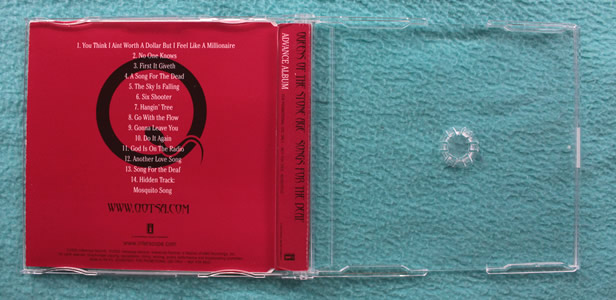 1. You Think I Aint Worth A Dollar But I Feel Like A Millionaire
2. No One Knows
3. First It Giveth
4. A Song For The Dead
5. The Sky Is Falling
6. Six Shooter
7. Hangin' Tree
8. Go With the Flow
9. Gonna Leave You
10. Do It Again
11. God Is On The Radio
12. Another Love Song
13. Song For the Deaf
14. Hidden Track:
Mosquito Song
WWW.QOTSA.COM
www.interscope.com
QUEENS OF THE STONE AGE SONGS FOR THE DEAF
ADVANCE ALBUM